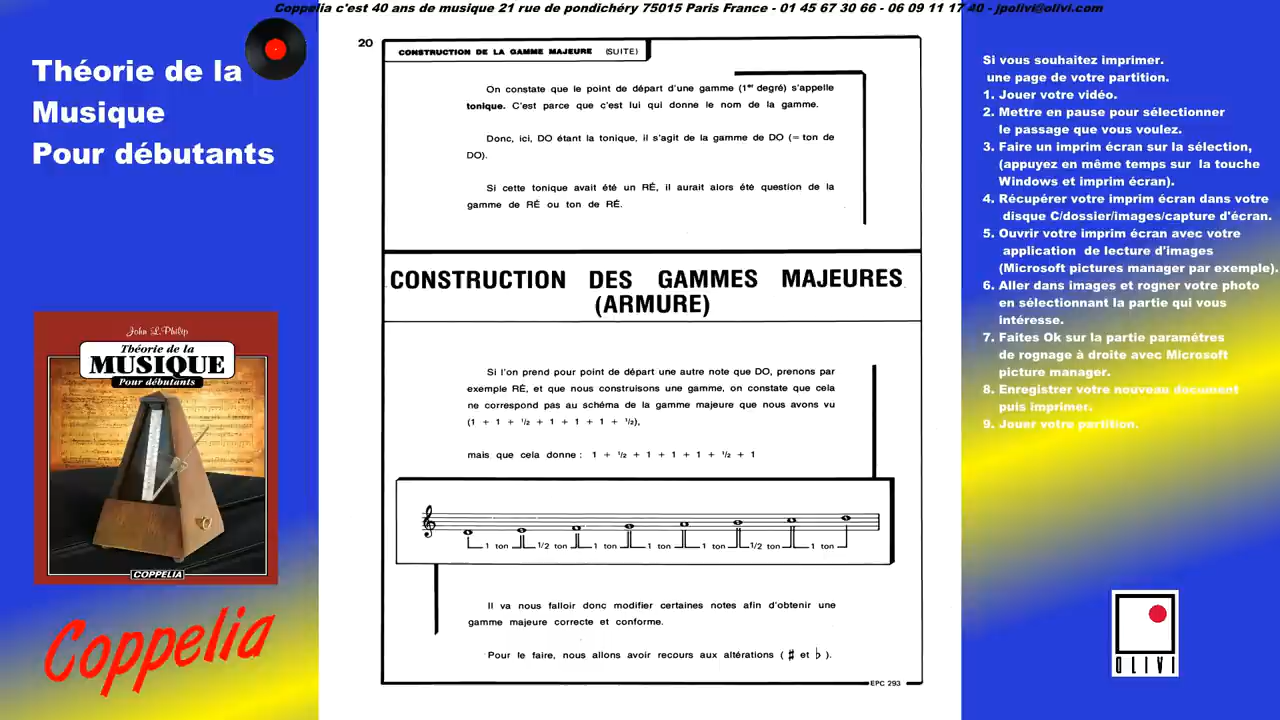 Coppelia c'est 40 ans de musique 21 rue de pondichéry 75015 Paris France - 01 45 67 30 66 - 06 09 11 17 40 - jpolivi@olivi.com
Théorie de la
Musique
Pour débutants
John L. Philip
Théorie de la
MUSIQUE
Pour débutants
COPPELIA
Coppelia
20
CONSTRUCTION DE LA GAMME MAJEURE (SUITE)
On constate que le point de départ d'une gamme (1er degré) s'appelle
tonique. C'est parce que c'est lui qui donne le nom de la gamme.
Donc, ici, DO étant la tonique, il s'agit de la gamme de DO (= ton de
DO).
Si cette tonique avait été un RÉ, il aurait alors été question de la
gamme de RÉ ou ton de RÉ.
CONSTRUCTION DES GAMMES MAJEURES
(ARMURE)
Si l'on prend pour point de départ une autre note que DO, prenons par
exemple RÉ, et que nous construisons une gamme, on constate que cela
ne correspond pas au schéma de la gamme majeure que nous avons vu
(1 + 1 + 1/2 + 1 + 1 + 1 + 1/2),
mais que cela donne : 1 + 1/2 + 1 + 1 + 1 + 1/2 + 1
1 ton 1/2 ton 1 ton 1 ton 1 ton 1/2 ton 1 ton
Il va nous falloir donc modifier certaines notes afin d'obtenir une
gamme majeure correcte et conforme.
Pour le faire, nous allons avoir recours aux altérations (♯ et ♭).
EPC 293
Si vous souhaitez imprimer.
une page de votre partition.
1. Jouer votre vidéo.
2. Mettre en pause pour sélectionner
le passage que vous voulez.
3. Faire un imprim écran sur la sélection,
(appuyez en même temps sur la touche
Windows et imprim écran).
4. Récupérer votre imprim écran dans votre
disque C/dossier/images/capture d'écran.
5. Ouvrir votre imprim écran avec votre
application de lecture d'images
(Microsoft pictures manager par exemple).
6. Aller dans images et rogner votre photo
en sélectionnant la partie qui vous
intéresse.
7. Faites Ok sur la partie paramètres
de rognage à droite avec Microsoft
picture manager.
8. Enregistrer votre nouveau document
puis imprimer.
9. Jouer votre partition.
OLIVI